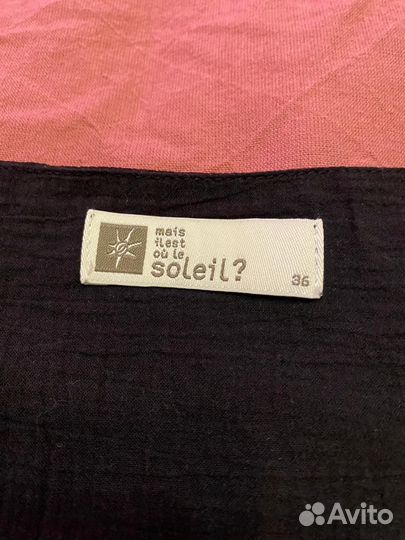 mais
il est
où le
soleil?
36
Avito